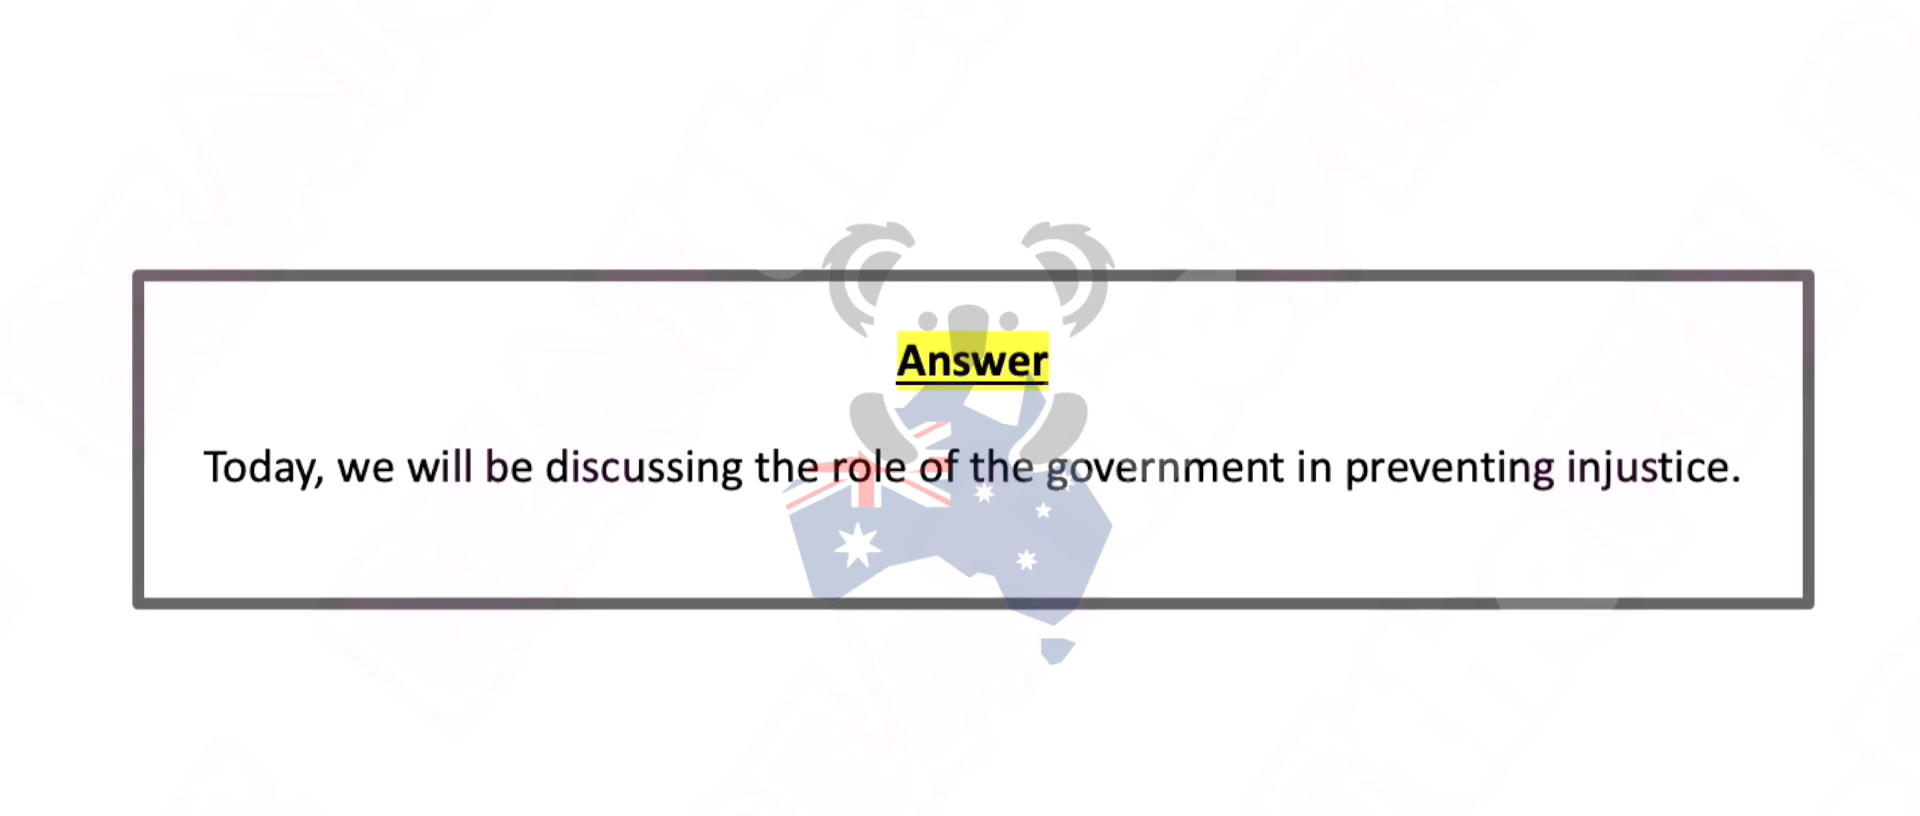 Answer
Today, we will be discussing the role of the government in preventing injustice.